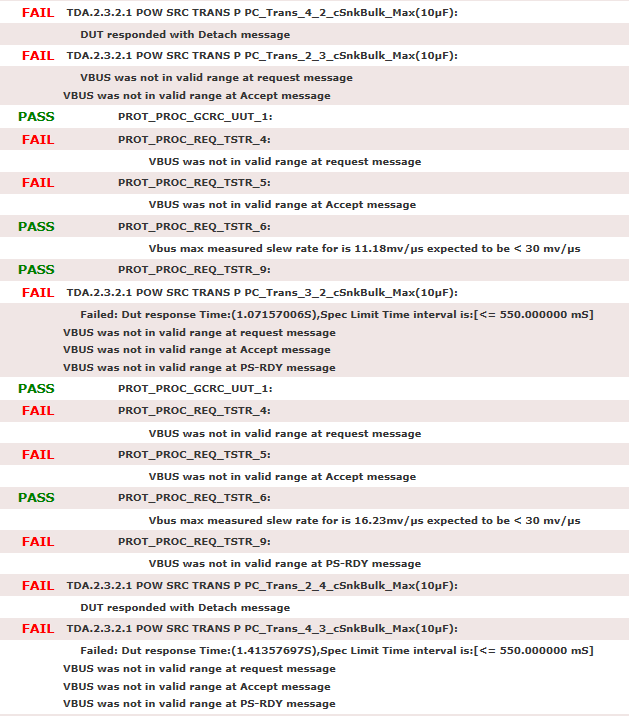 FAIL TDA.2.3.2.1 POW SRC TRANS P PC_Trans_4_2_cSnkBulk_Max(10µF):
DUT responded with Detach message
FAIL TDA.2.3.2.1 POW SRC TRANS P PC_Trans_2_3_cSnkBulk_Max(10µF):
VBUS was not in valid range at request message
VBUS was not in valid range at Accept message
PASS PROT_PROC_GCRC_UUT_1:
FAIL PROT_PROC_REQ_TSTR_4:
VBUS was not in valid range at request message
FAIL PROT_PROC_REQ_TSTR_5:
VBUS was not in valid range at Accept message
PASS PROT_PROC_REQ_TSTR_6:
Vbus max measured slew rate for is 11.18mv/µs expected to be < 30 mv/µs
PASS PROT_PROC_REQ_TSTR_9:
FAIL TDA.2.3.2.1 POW SRC TRANS P PC_Trans_3_2_cSnkBulk_Max(10µF):
Failed: Dut response Time:(1.07157006S),Spec Limit Time interval is:[<= 550.000000 mS]
VBUS was not in valid range at request message
VBUS was not in valid range at Accept message
VBUS was not in valid range at PS-RDY message
PASS PROT_PROC_GCRC_UUT_1:
FAIL PROT_PROC_REQ_TSTR_4:
VBUS was not in valid range at request message
FAIL PROT_PROC_REQ_TSTR_5:
VBUS was not in valid range at Accept message
PASS PROT_PROC_REQ_TSTR_6:
Vbus max measured slew rate for is 16.23mv/µs expected to be < 30 mv/µs
FAIL PROT_PROC_REQ_TSTR_9:
VBUS was not in valid range at PS-RDY message
FAIL TDA.2.3.2.1 POW SRC TRANS P PC_Trans_2_4_cSnkBulk_Max(10µF):
DUT responded with Detach message
FAIL TDA.2.3.2.1 POW SRC TRANS P PC_Trans_4_3_cSnkBulk_Max(10µF):
Failed: Dut response Time:(1.41357697S),Spec Limit Time interval is:[<= 550.000000 mS]
VBUS was not in valid range at request message
VBUS was not in valid range at Accept message
VBUS was not in valid range at PS-RDY message